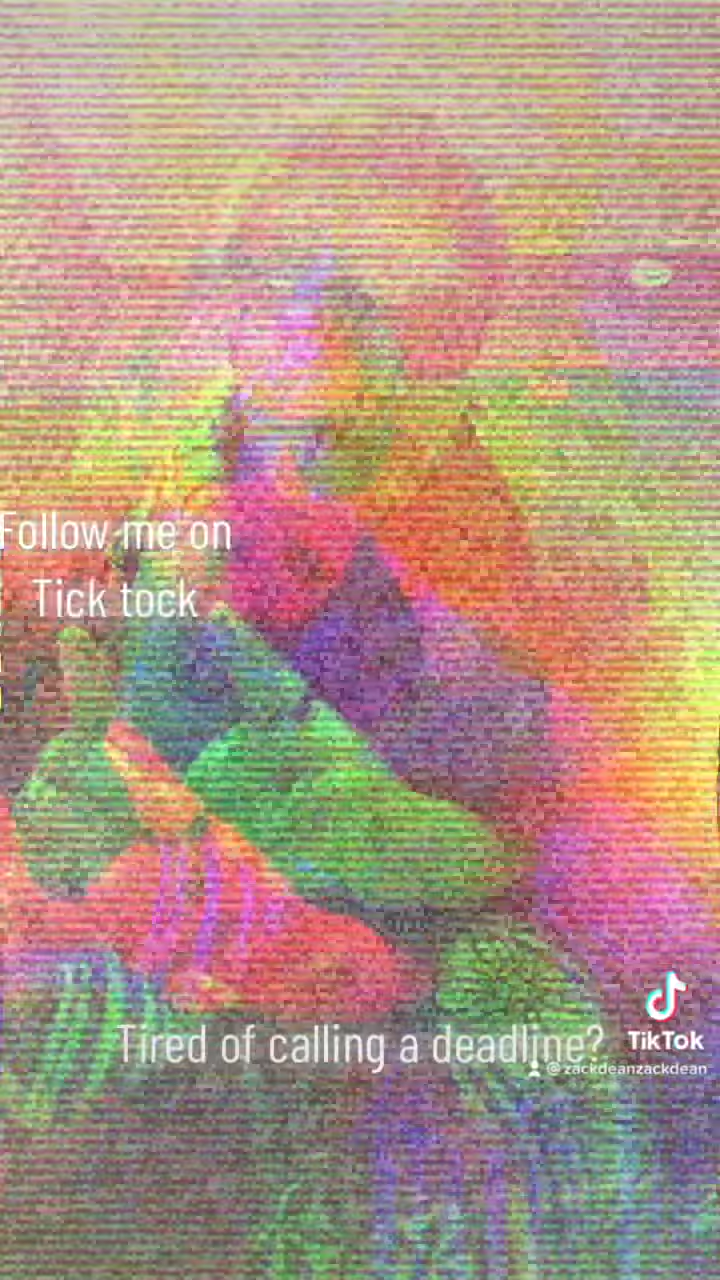 Follow me on
Tick tock
Tired of calling a deadline?
TikTok
@zackdeanzackdean